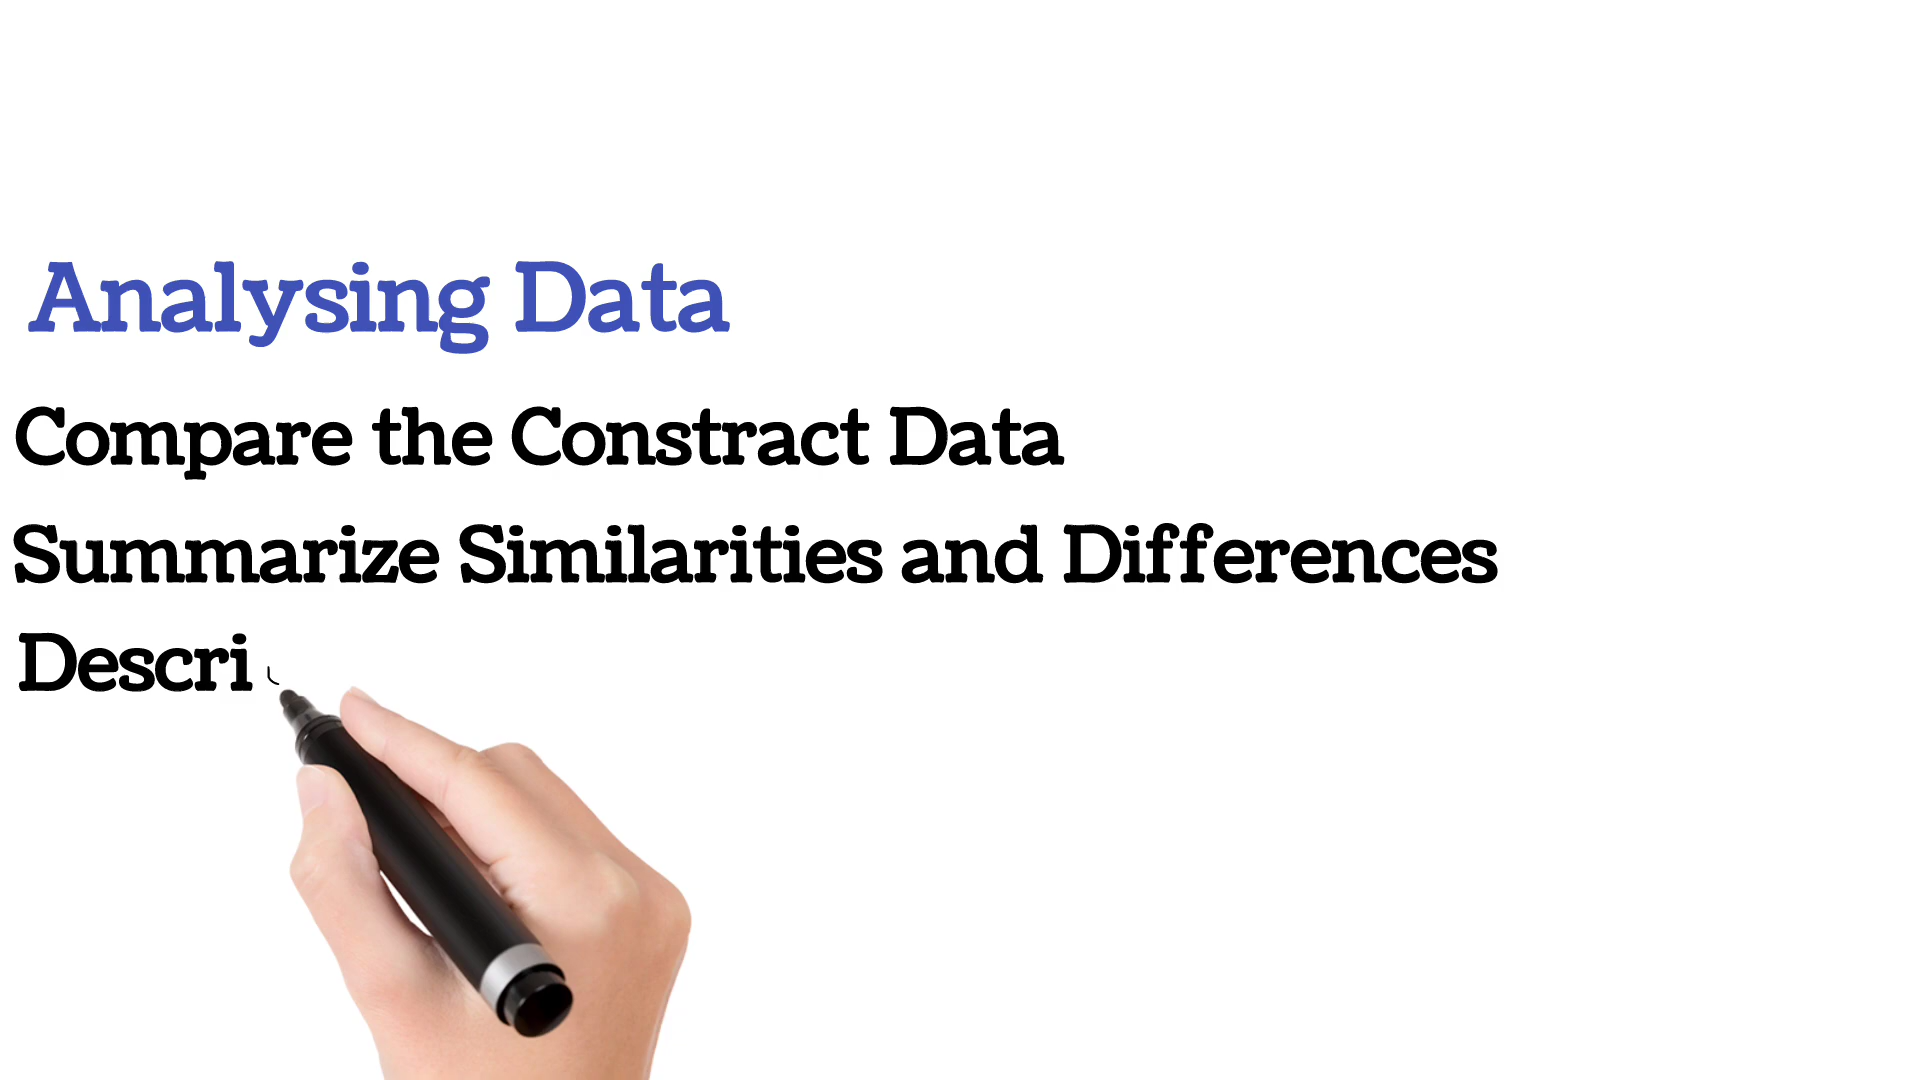 Analysing Data
Compare the Constract Data
Summarize Similarities and Differences
Descri